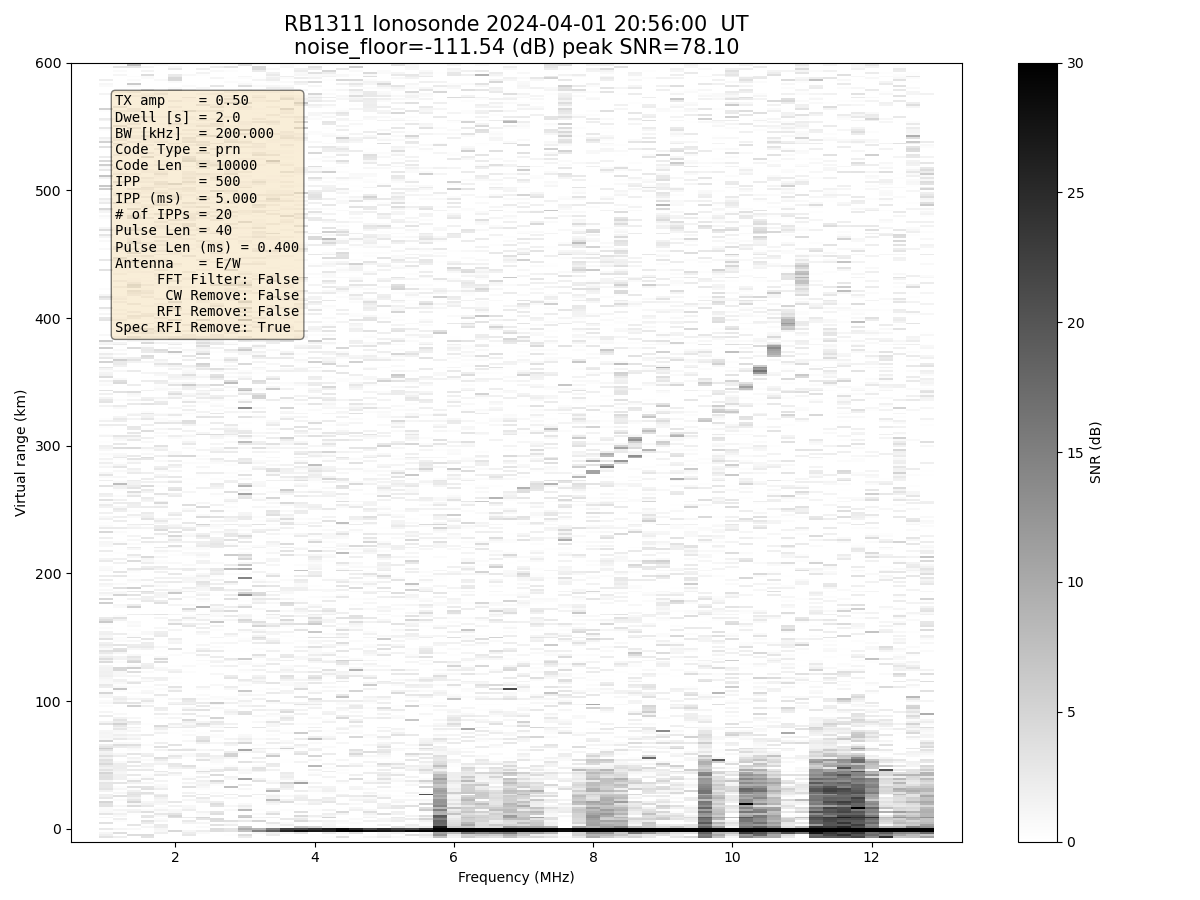 RB1311 Ionosonde 2024-04-01 20:56:00  UT
noise_floor=-111.54 (dB) peak SNR=78.10
TX amp    = 0.50
Dwell [s] = 2.0
BW [kHz]  = 200.000
Code Type = prn
Code Len  = 10000
IPP       = 500
IPP (ms)  = 5.000
# of IPPs = 20
Pulse Len = 40
Pulse Len (ms) = 0.400
Antenna   = E/W
FFT Filter: False
CW Remove: False
RFI Remove: False
Spec RFI Remove: True
600
500
400
300
200
100
0
Virtual range (km)
2
4
6
8
10
12
Frequency (MHz)
30
25
20
15
10
5
0
SNR (dB)